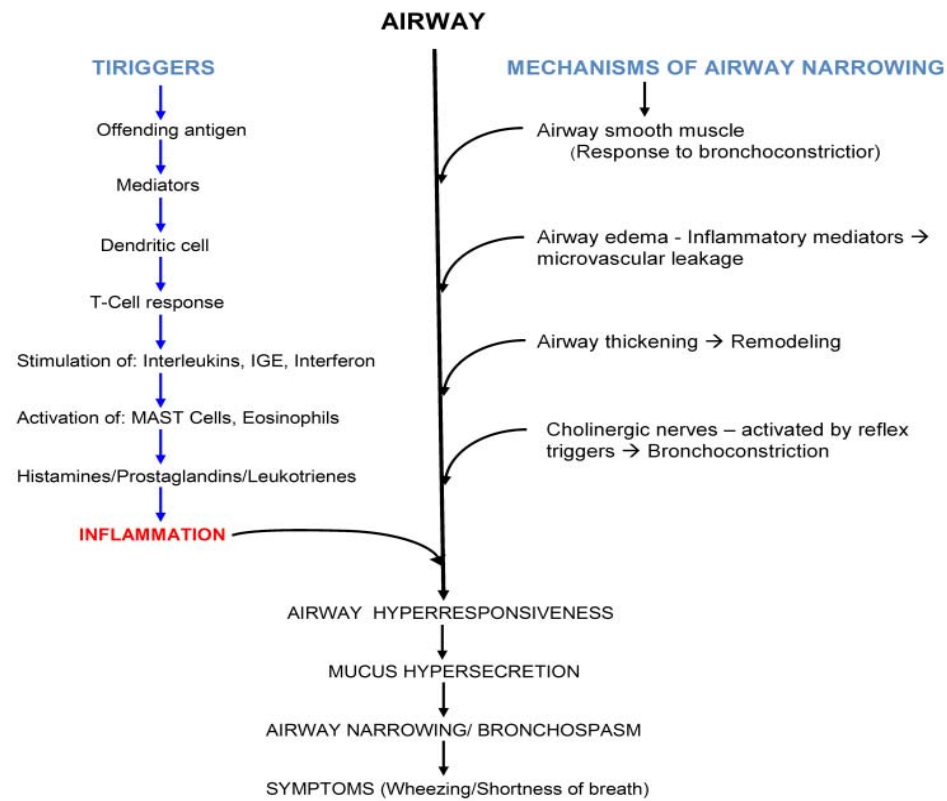 AIRWAY
TIRIGGERS
Offending antigen
Mediators
Dendritic cell
T-Cell response
Stimulation of: Interleukins, IGE, Interferon
Activation of: MAST Cells, Eosinophils
Histamines/Prostaglandins/Leukotrienes
INFLAMMATION
MECHANISMS OF AIRWAY NARROWING
Airway smooth muscle
(Response to bronchoconstrictior)
Airway edema - Inflammatory mediators →
microvascular leakage
Airway thickening → Remodeling
Cholinergic nerves – activated by reflex
triggers → Bronchoconstriction
AIRWAY HYPERRESPONSIVENESS
MUCUS HYPERSECRETION
AIRWAY NARROWING/ BRONCHOSPASM
SYMPTOMS (Wheezing/Shortness of breath)